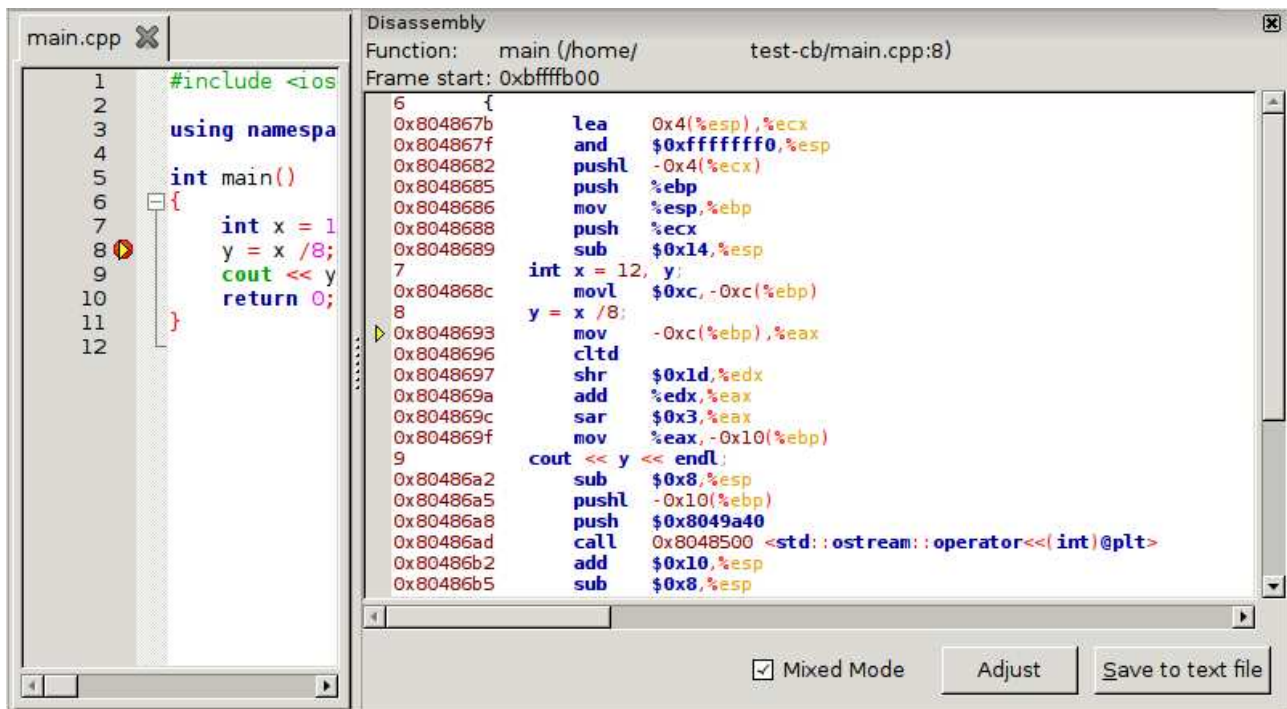 main.cpp
1 #include <ios
2
3 using namespa
4
5 int main()
6 {
7 int x = 1
8 y = x /8;
9 cout << y
10 return 0;
11 }
12
Disassembly
Function: main (/home/ test-cb/main.cpp:8)
Frame start: 0xbffffb00
6 {
0x804867b lea 0x4(%esp),%ecx
0x804867f and $0xfffffff0,%esp
0x8048682 pushl -0x4(%ecx)
0x8048685 push %ebp
0x8048686 mov %esp,%ebp
0x8048688 push %ecx
0x8048689 sub $0x14,%esp
7 int x = 12, y;
0x804868c movl $0xc,-0xc(%ebp)
8 y = x /8;
0x8048693 mov -0xc(%ebp),%eax
0x8048696 cltd
0x8048697 shr $0x1d,%edx
0x804869a add %edx,%eax
0x804869c sar $0x3,%eax
0x804869f mov %eax,-0x10(%ebp)
9 cout << y << endl;
0x80486a2 sub $0x8,%esp
0x80486a5 pushl -0x10(%ebp)
0x80486a8 push $0x8049a40
0x80486ad call 0x8048500 <std::ostream::operator<<(int)@plt>
0x80486b2 add $0x10,%esp
0x80486b5 sub $0x8,%esp
Mixed Mode
Adjust
Save to text file